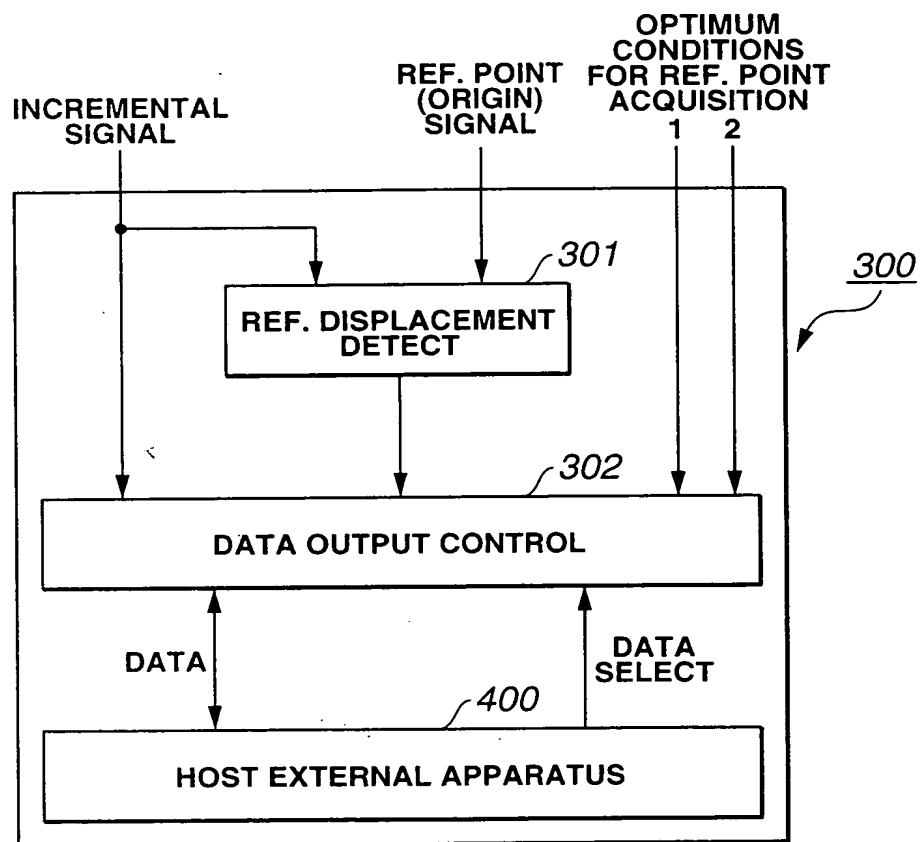 OPTIMUM
CONDITIONS
FOR REF. POINT
ACQUISITION
1 2
REF. POINT
(ORIGIN)
SIGNAL
INCREMENTAL
SIGNAL
301
300
REF. DISPLACEMENT
DETECT
302
DATA OUTPUT CONTROL
DATA
DATA
SELECT
400
HOST EXTERNAL APPARATUS